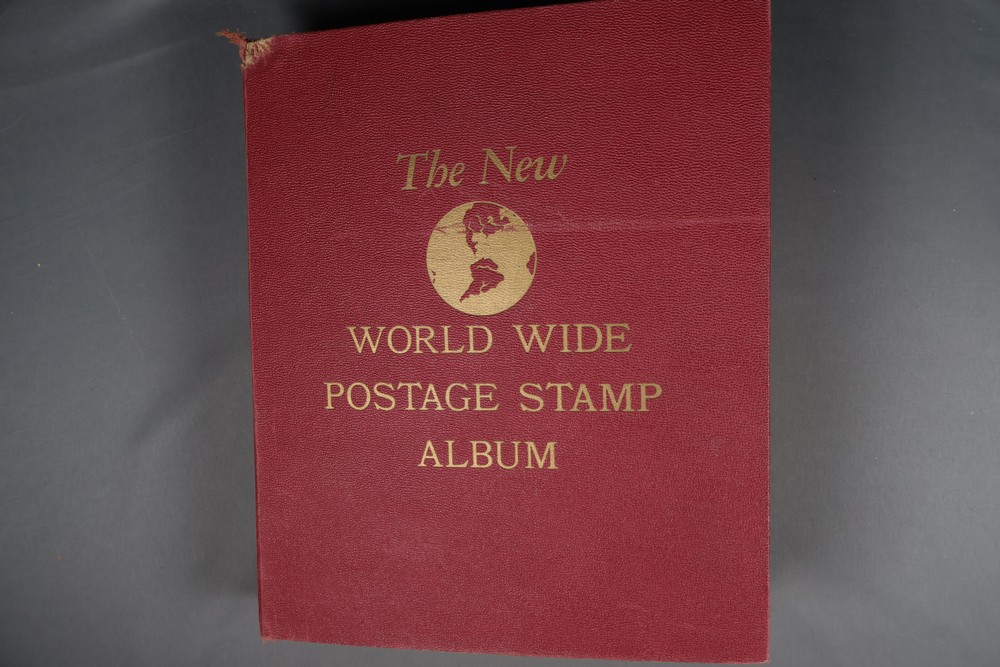 The New
WORLD WIDE
POSTAGE STAMP
ALBUM